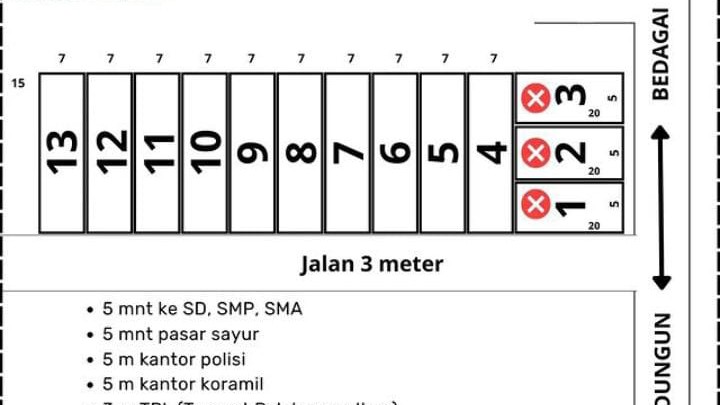 7 7 7 7 7 7 7 7 7 7
15
13 12 11 10 9 8 7 6 5 4
3 20 5
2 20 5
1 20 5
BEDAGAI
Jalan 3 meter
• 5 mnt ke SD, SMP, SMA
• 5 mnt pasar sayur
• 5 m kantor polisi
• 5 m kantor koramil
DUNGUN